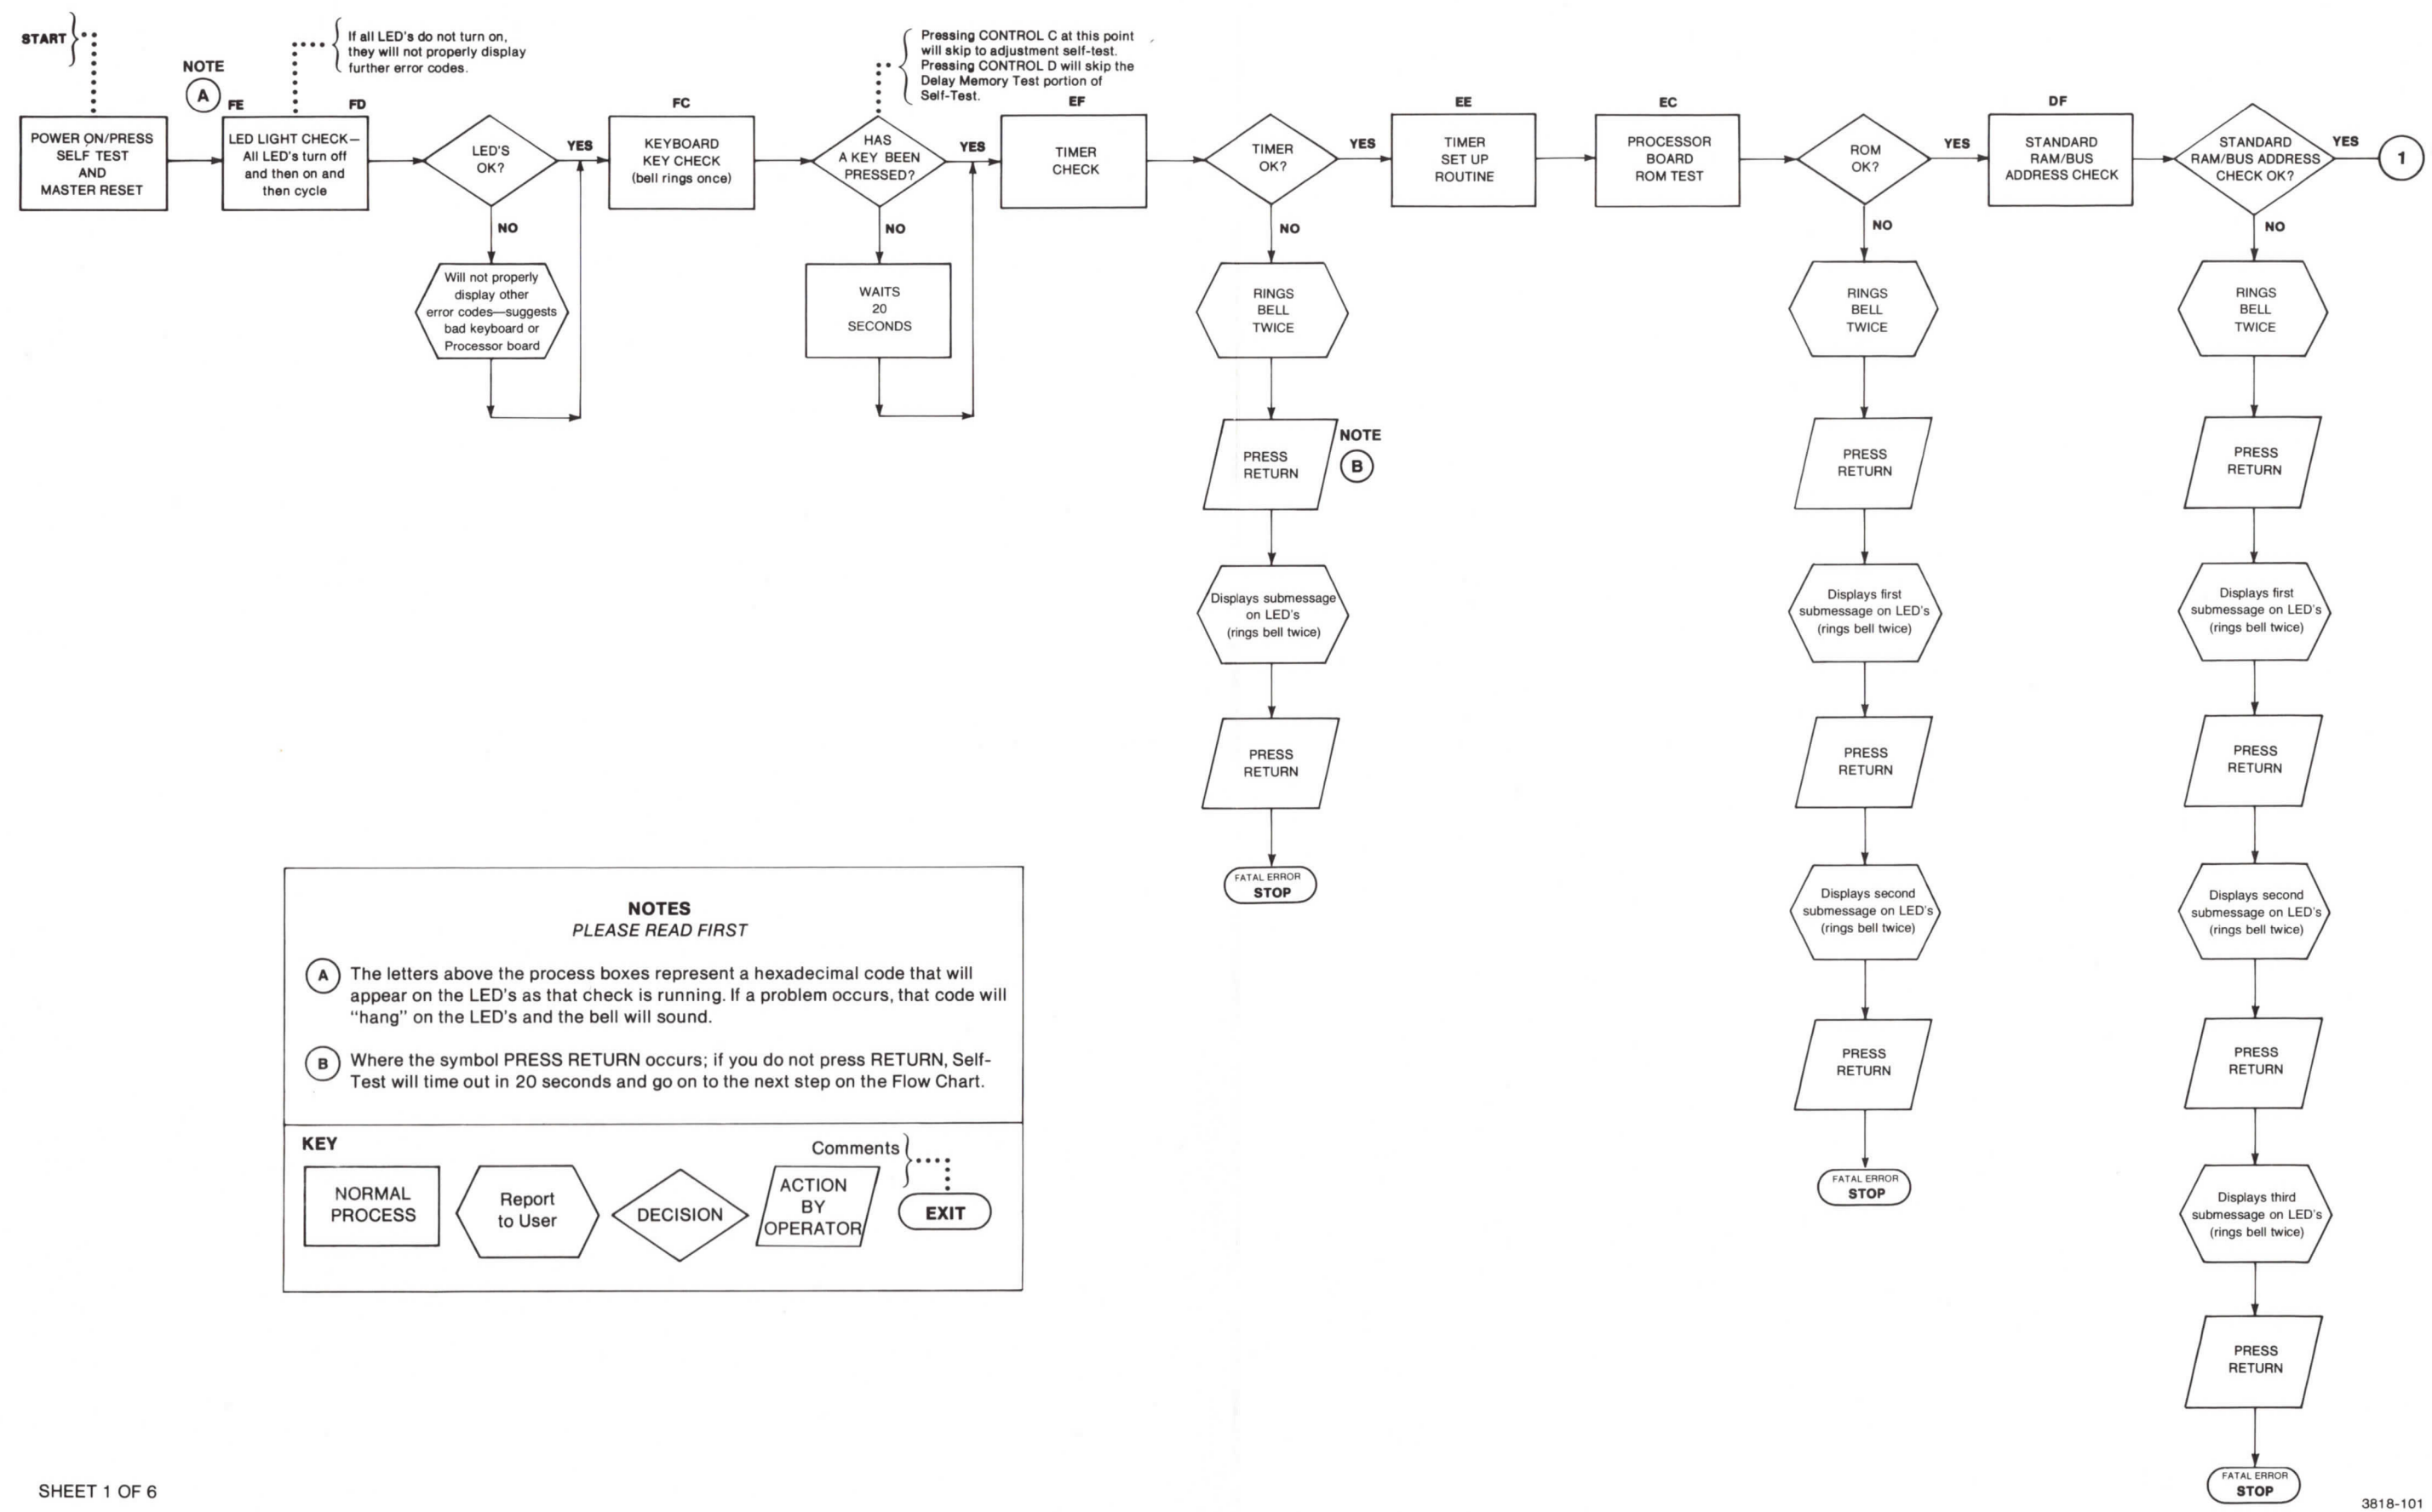 START
If all LED's do not turn on,
they will not properly display
further error codes.
NOTE
A
FE
FD
POWER ON/PRESS
SELF TEST
AND
MASTER RESET
LED LIGHT CHECK—
All LED's turn off
and then on and
then cycle
LED'S
OK?
YES
NO
Will not properly
display other
error codes—suggests
bad keyboard or
Processor board
FC
KEYBOARD
KEY CHECK
(bell rings once)
Pressing CONTROL C at this point
will skip to adjustment self-test.
Pressing CONTROL D will skip the
Delay Memory Test portion of
Self-Test.
HAS
A KEY BEEN
PRESSED?
YES
NO
WAITS
20
SECONDS
EF
TIMER
CHECK
TIMER
OK?
YES
NO
RINGS
BELL
TWICE
PRESS
RETURN
NOTE
B
Displays submessage
on LED's
(rings bell twice)
PRESS
RETURN
FATAL ERROR
STOP
EE
TIMER
SET UP
ROUTINE
EC
PROCESSOR
BOARD
ROM TEST
ROM
OK?
YES
NO
RINGS
BELL
TWICE
PRESS
RETURN
Displays first
submessage on LED's
(rings bell twice)
PRESS
RETURN
Displays second
submessage on LED's
(rings bell twice)
PRESS
RETURN
FATAL ERROR
STOP
DF
STANDARD
RAM/BUS
ADDRESS CHECK
STANDARD
RAM/BUS ADDRESS
CHECK OK?
YES
1
NO
RINGS
BELL
TWICE
PRESS
RETURN
Displays first
submessage on LED's
(rings bell twice)
PRESS
RETURN
Displays second
submessage on LED's
(rings bell twice)
PRESS
RETURN
Displays third
submessage on LED's
(rings bell twice)
PRESS
RETURN
FATAL ERROR
STOP
NOTES
PLEASE READ FIRST
A The letters above the process boxes represent a hexadecimal code that will
appear on the LED's as that check is running. If a problem occurs, that code will
"hang" on the LED's and the bell will sound.
B Where the symbol PRESS RETURN occurs; if you do not press RETURN, Self-
Test will time out in 20 seconds and go on to the next step on the Flow Chart.
KEY
NORMAL
PROCESS
Report
to User
DECISION
ACTION
BY
OPERATOR
Comments
EXIT
SHEET 1 OF 6
3818-101